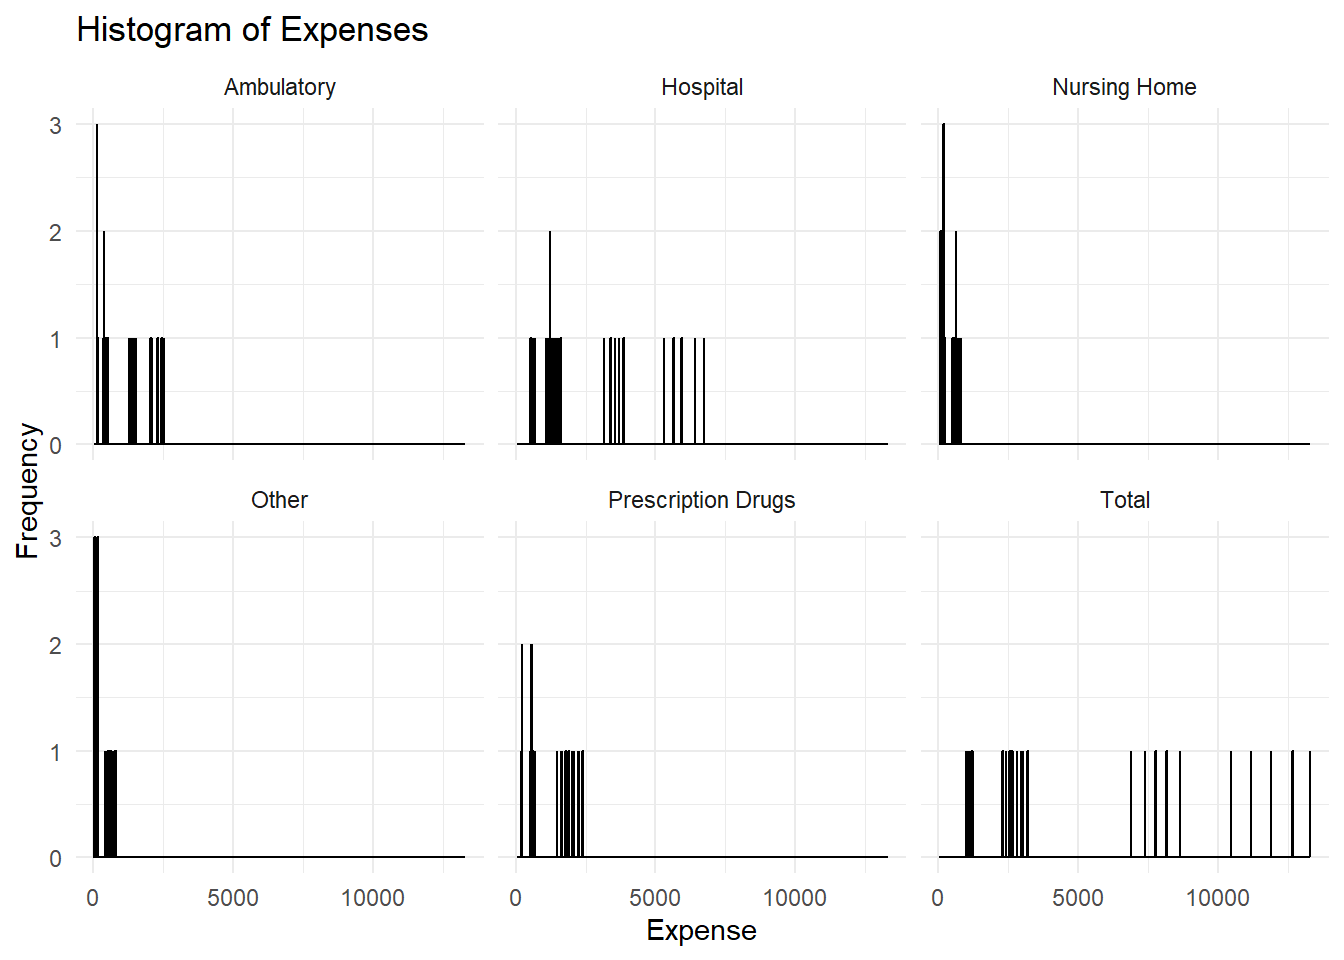 Histogram of Expenses
Ambulatory Hospital Nursing Home
3
2
1
0
Frequency
Other Prescription Drugs Total
3
2
1
0
0 5000 10000 0 5000 10000 0 5000 10000
Expense